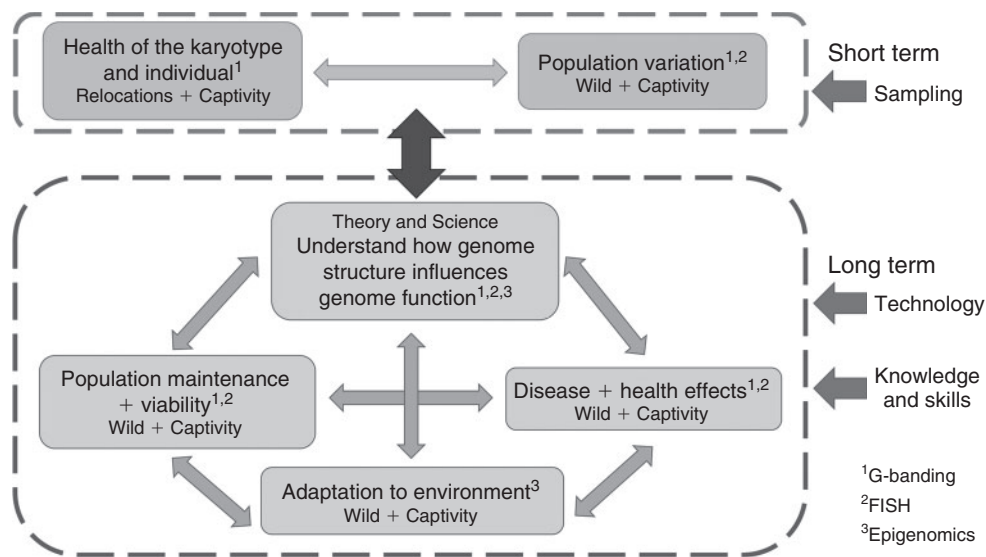 Health of the karyotype
and individual¹
Relocations + Captivity
Population variation¹,²
Wild + Captivity
Short term
Sampling
Theory and Science
Understand how genome
structure influences
genome function¹,²,³
Long term
Technology
Population maintenance
+ viability¹,²
Wild + Captivity
Disease + health effects¹,²
Wild + Captivity
Knowledge
and skills
Adaptation to environment³
Wild + Captivity
¹G-banding
²FISH
³Epigenomics